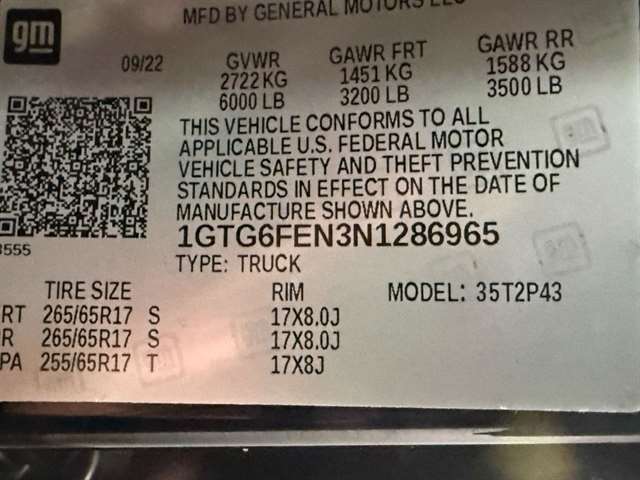 gm
MFD BY GENERAL MOTORS LLC
09/22 GVWR GAWR FRT GAWR RR
2722 KG 1451 KG 1588 KG
6000 LB 3200 LB 3500 LB
THIS VEHICLE CONFORMS TO ALL
APPLICABLE U.S. FEDERAL MOTOR
VEHICLE SAFETY AND THEFT PREVENTION
STANDARDS IN EFFECT ON THE DATE OF
MANUFACTURE SHOWN ABOVE.
1GTG6FEN3N1286965
3555
TYPE: TRUCK
TIRE SIZE RIM MODEL: 35T2P43
RT 265/65R17 S 17X8.0J
R 265/65R17 S 17X8.0J
PA 255/65R17 T 17X8J